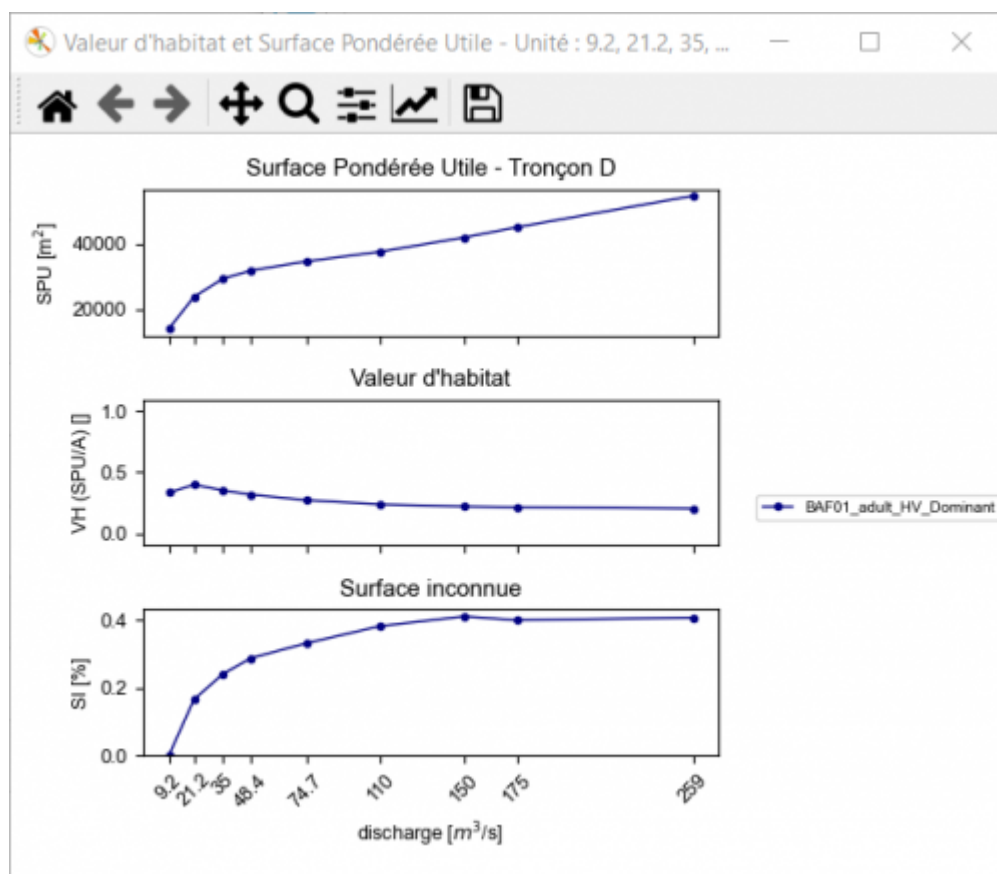 Valeur d'habitat et Surface Pondérée Utile - Unité : 9.2, 21.2, 35, ...
Surface Pondérée Utile - Tronçon D
SPU [m²]
40000
20000
Valeur d'habitat
VH (SPU/A) []
1.0
0.5
0.0
BAF01_adult_HV_Dominant
Surface inconnue
SI [%]
0.4
0.2
0.0
9.2 21.2 35 48.4 74.7 110 150 175 259
discharge [m³/s]